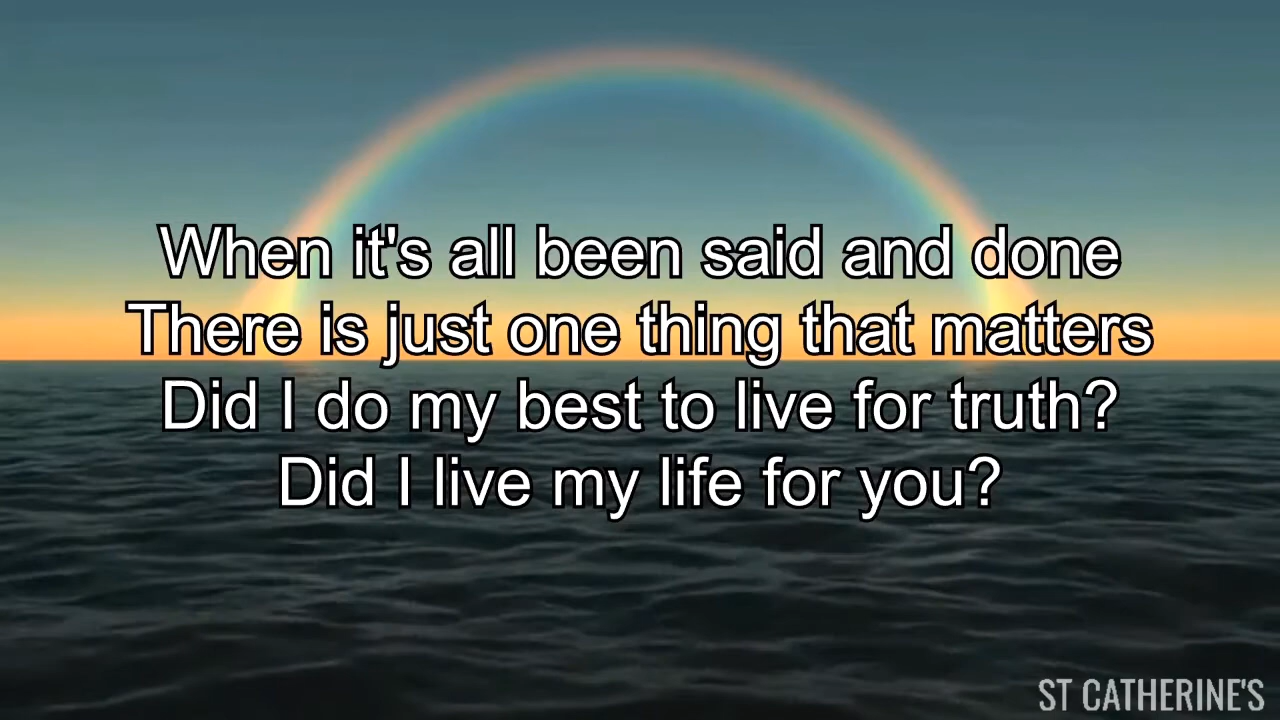 When it's all been said and done
There is just one thing that matters
Did I do my best to live for truth?
Did I live my life for you?
ST CATHERINE'S